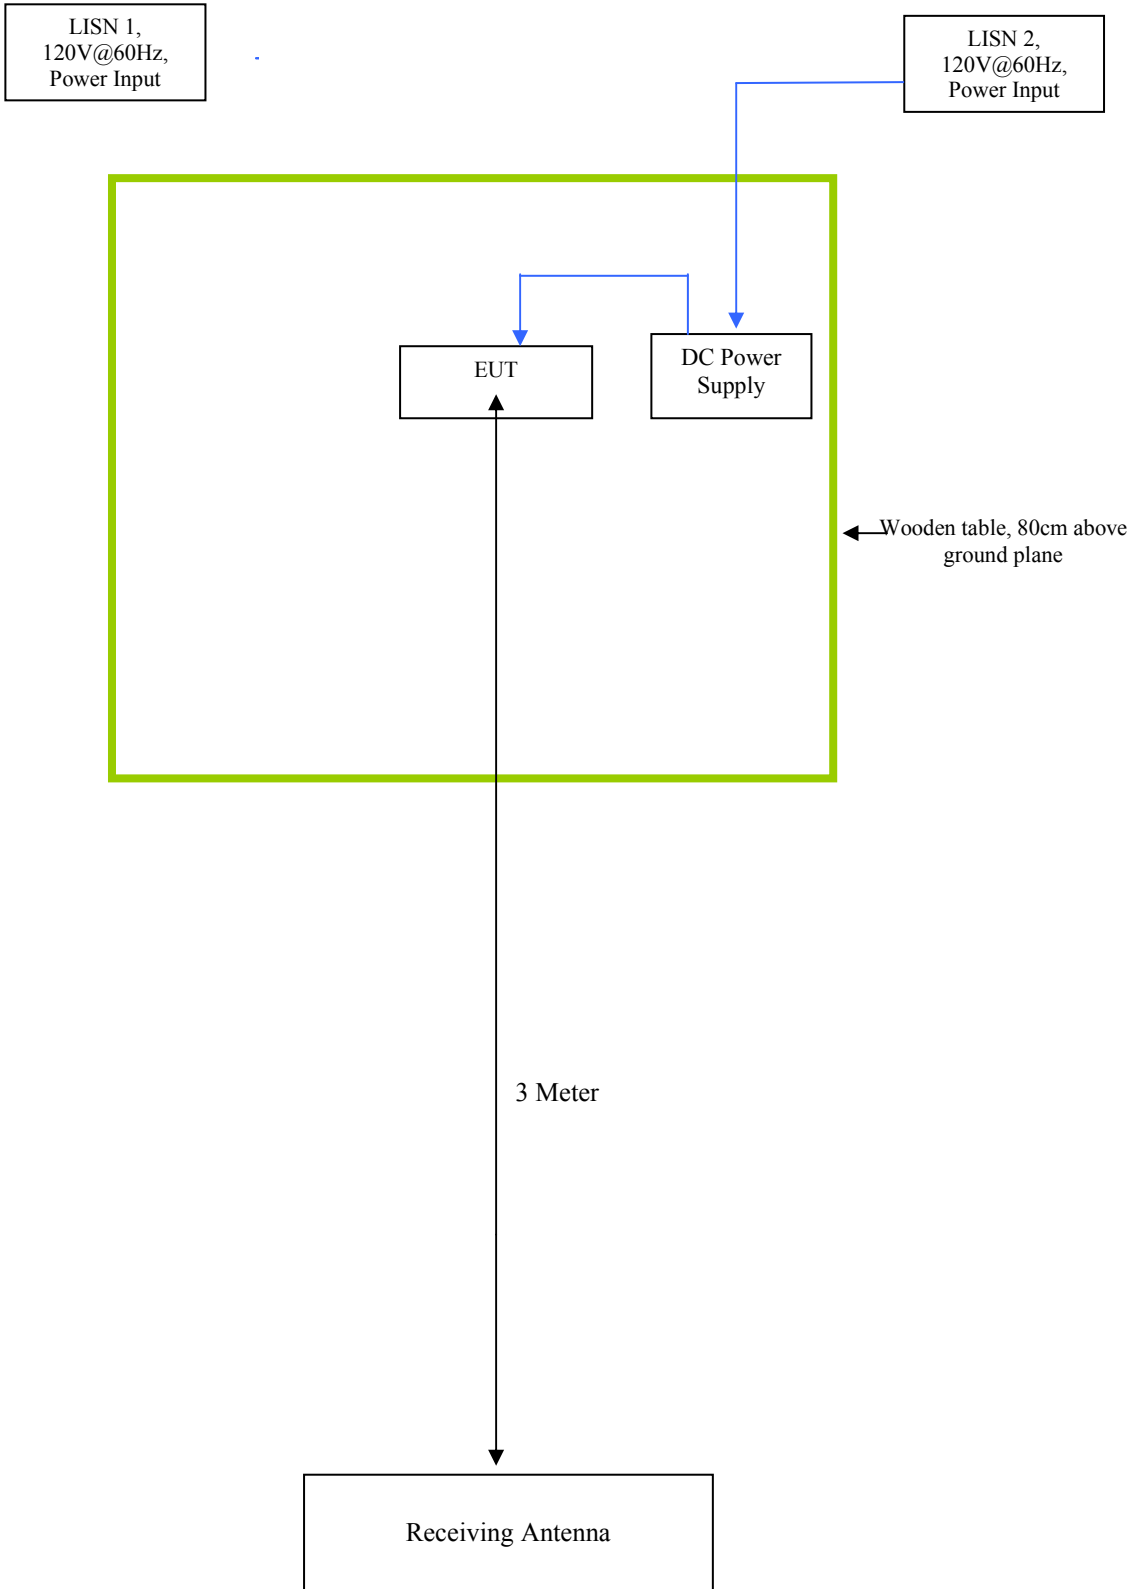 LISN 1,
120V@60Hz,
Power Input
LISN 2,
120V@60Hz,
Power Input
EUT
DC Power
Supply
Wooden table, 80cm above
ground plane
3 Meter
Receiving Antenna